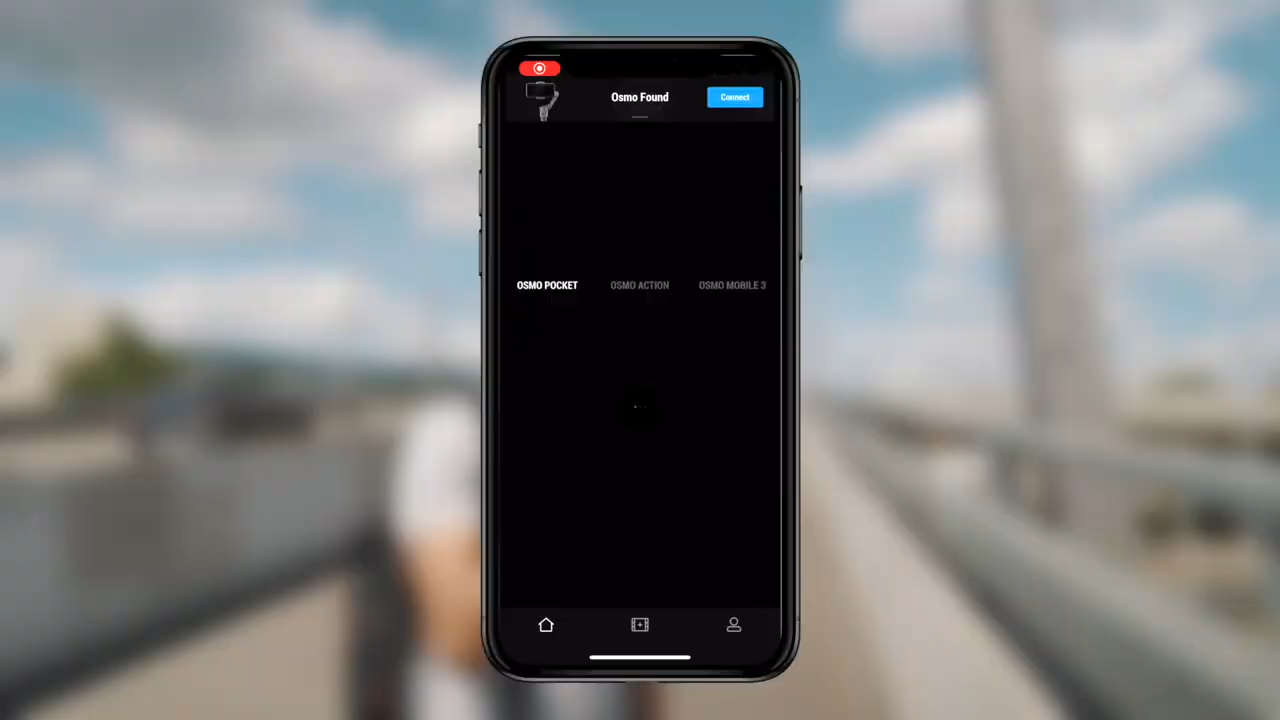 Osmo Found
Connect
OSMO POCKET
OSMO ACTION
OSMO MOBILE 3